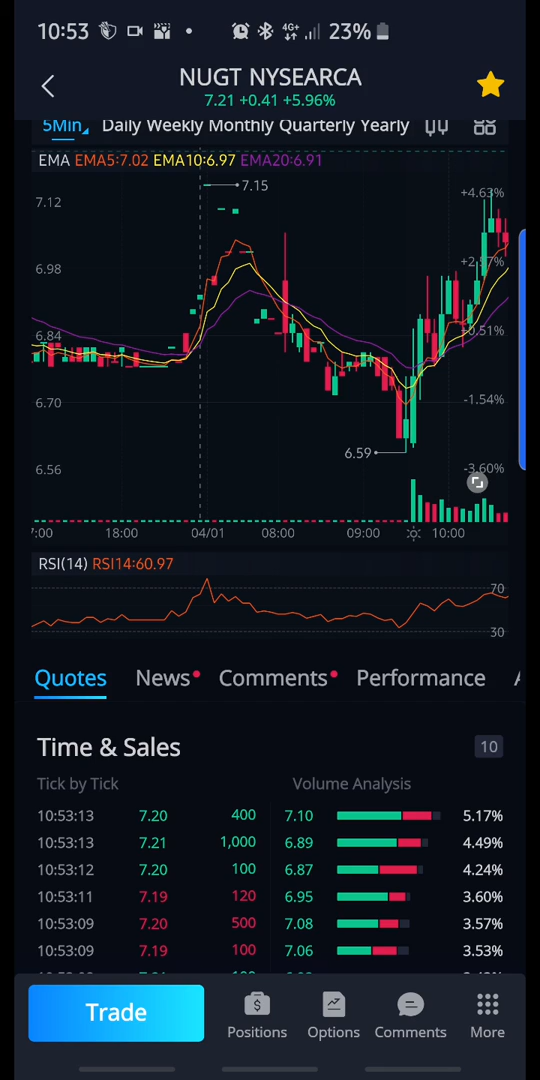 10:53 4G+ 23%
NUGT NYSEARCA
7.21 +0.41 +5.96%
5Min Daily Weekly Monthly Quarterly Yearly
EMA EMA5:7.02 EMA10:6.97 EMA20:6.91
7.15
7.12 +4.63%
6.98 +2.57%
6.84 +0.51%
6.70 -1.54%
6.59
6.56 -3.60%
7:00 18:00 04/01 08:00 09:00 10:00
RSI(14) RSI14:60.97
70
30
Quotes News Comments Performance A
Time & Sales 10
Tick by Tick Volume Analysis
10:53:13 7.20 400 7.10 5.17%
10:53:13 7.21 1,000 6.89 4.49%
10:53:12 7.20 100 6.87 4.24%
10:53:11 7.19 120 6.95 3.60%
10:53:09 7.20 500 7.08 3.57%
10:53:09 7.19 100 7.06 3.53%
Trade Positions Options Comments More